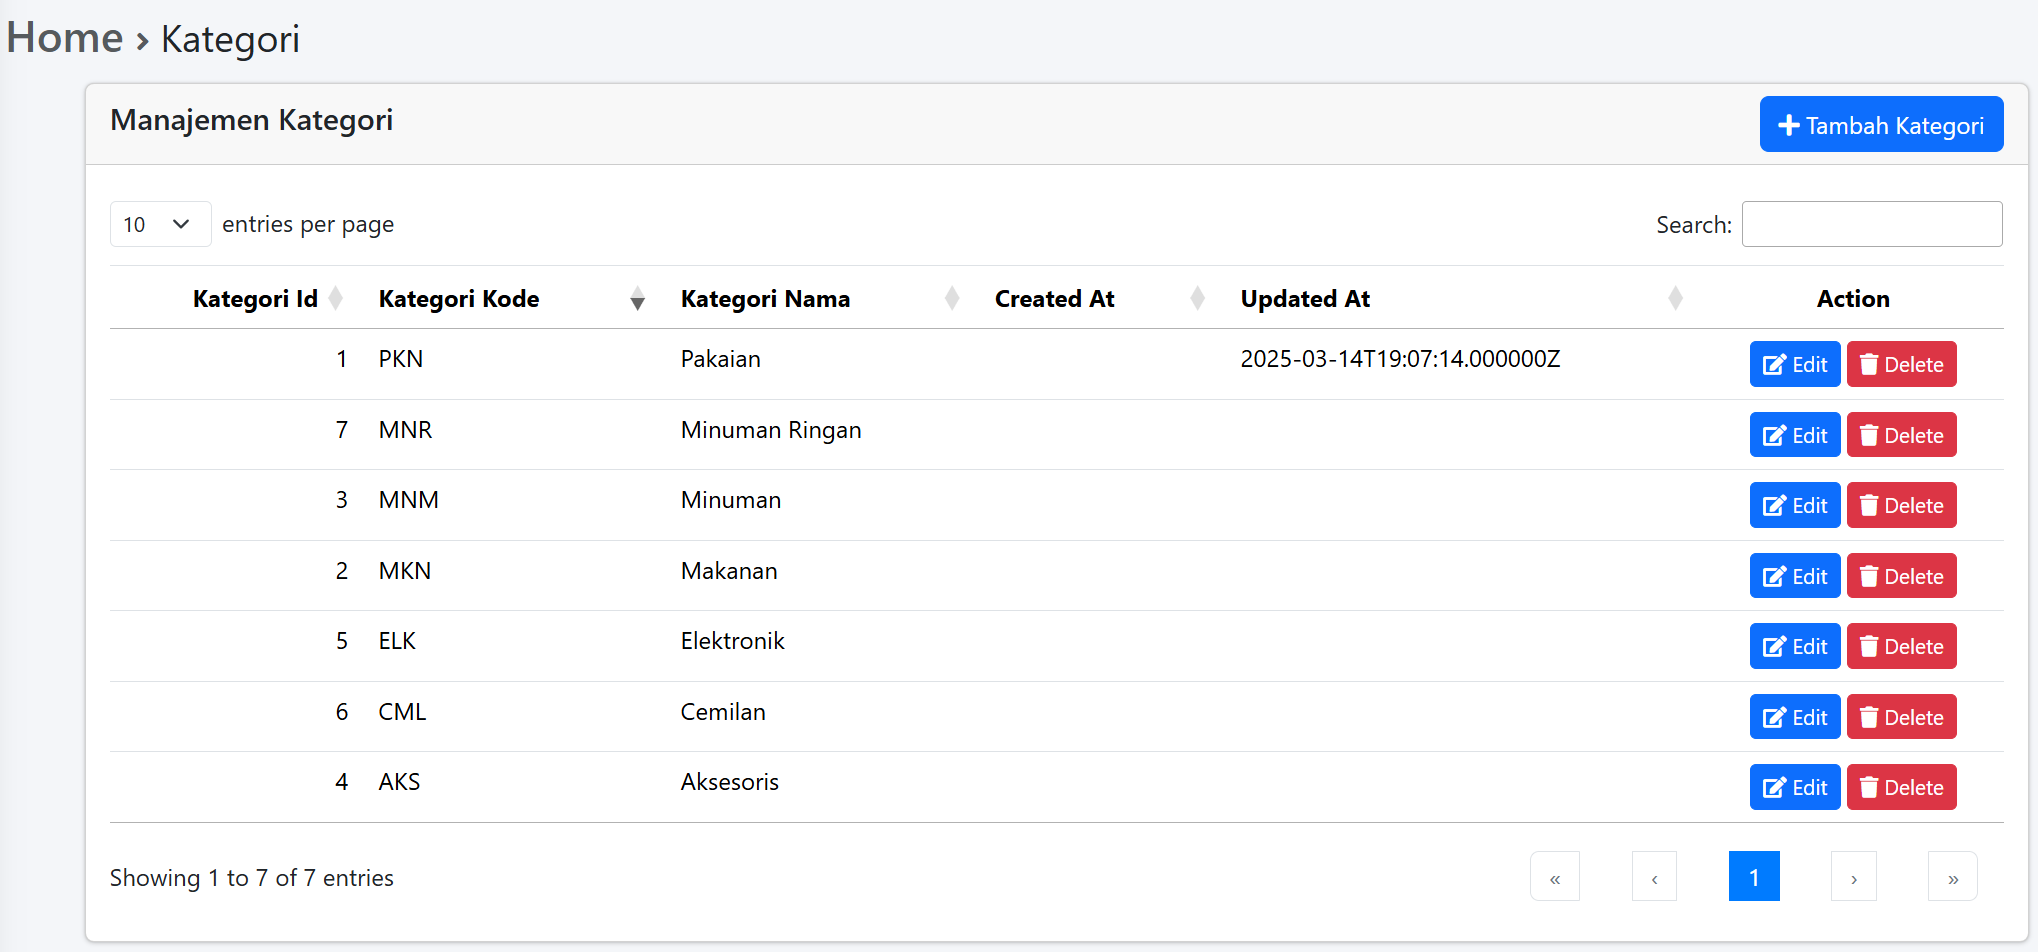 Home › Kategori
Manajemen Kategori
Tambah Kategori
10 entries per page
Search:
Kategori Id Kategori Kode Kategori Nama Created At Updated At Action
1 PKN Pakaian 2025-03-14T19:07:14.000000Z Edit Delete
7 MNR Minuman Ringan Edit Delete
3 MNM Minuman Edit Delete
2 MKN Makanan Edit Delete
5 ELK Elektronik Edit Delete
6 CML Cemilan Edit Delete
4 AKS Aksesoris Edit Delete
Showing 1 to 7 of 7 entries
« ‹ 1 › »